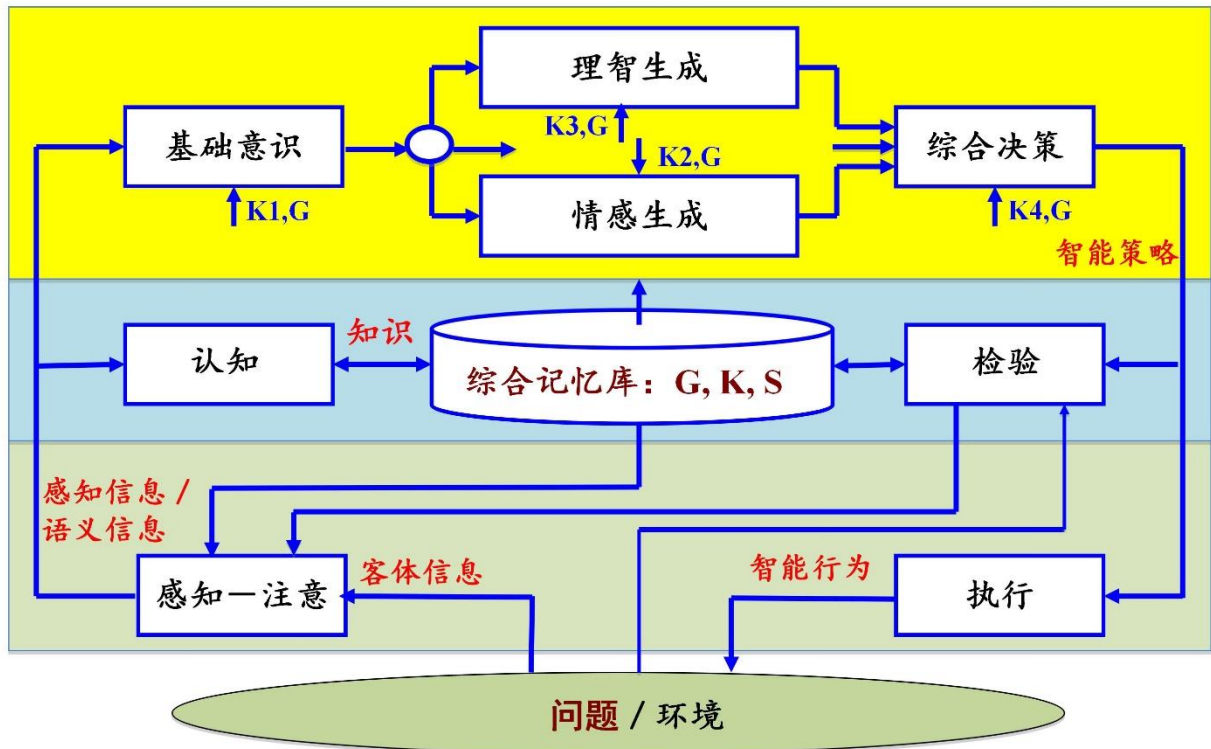 理智生成
基础意识
K3,G
K2,G
综合决策
K1,G
情感生成
K4,G
智能策略
认知
知识
综合记忆库：G, K, S
检验
感知信息 /
语义信息
感知－注意
客体信息
智能行为
执行
问题 / 环境